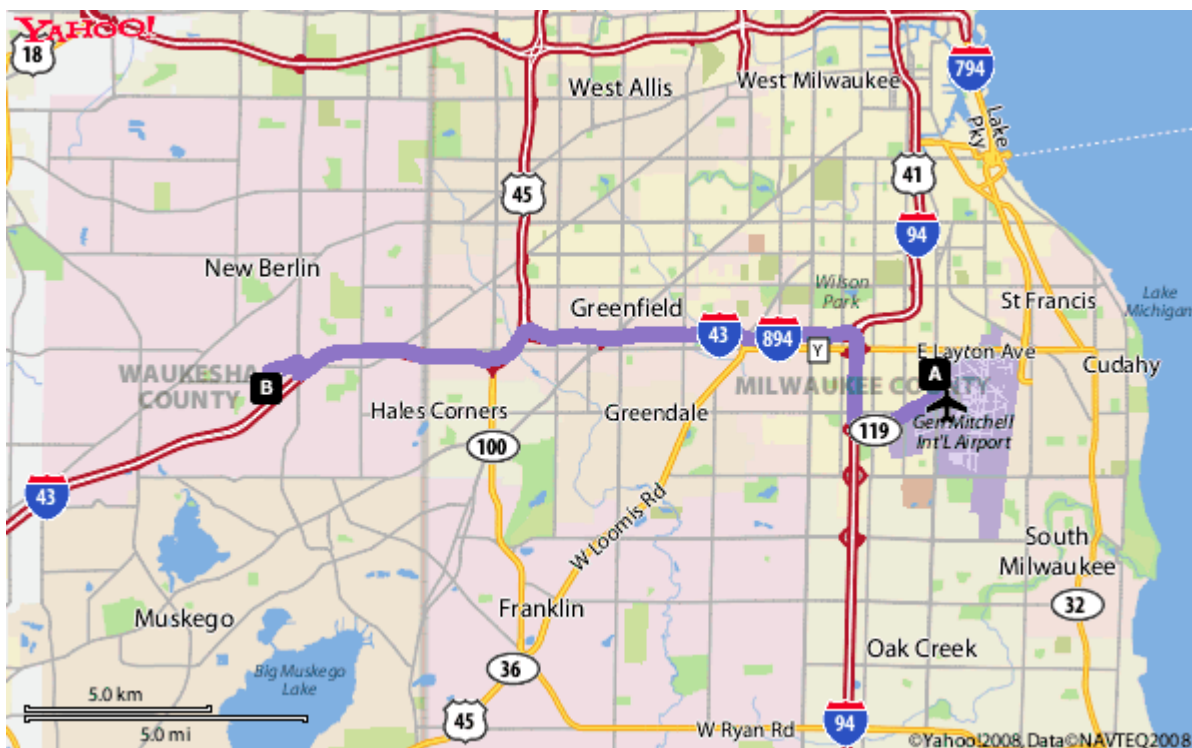 YAHOO!
18
794
West Allis
West Milwaukee
Lake
Pky
45
41
94
New Berlin
Wilson
Park
St Francis
Lake
Michigan
Greenfield
43
894
Y
E Layton Ave
Cudahy
WAUKESHA
COUNTY
B
A
MILWAUKEE COUNTY
Hales Corners
Greendale
Gen Mitchell
Int'L Airport
119
100
43
W Loomis Rd
South
Milwaukee
Muskego
Franklin
32
Oak Creek
Big Muskego
Lake
36
5.0 km
5.0 mi
45
W Ryan Rd
94
©Yahoo!2008, Data©NAVTEQ2008